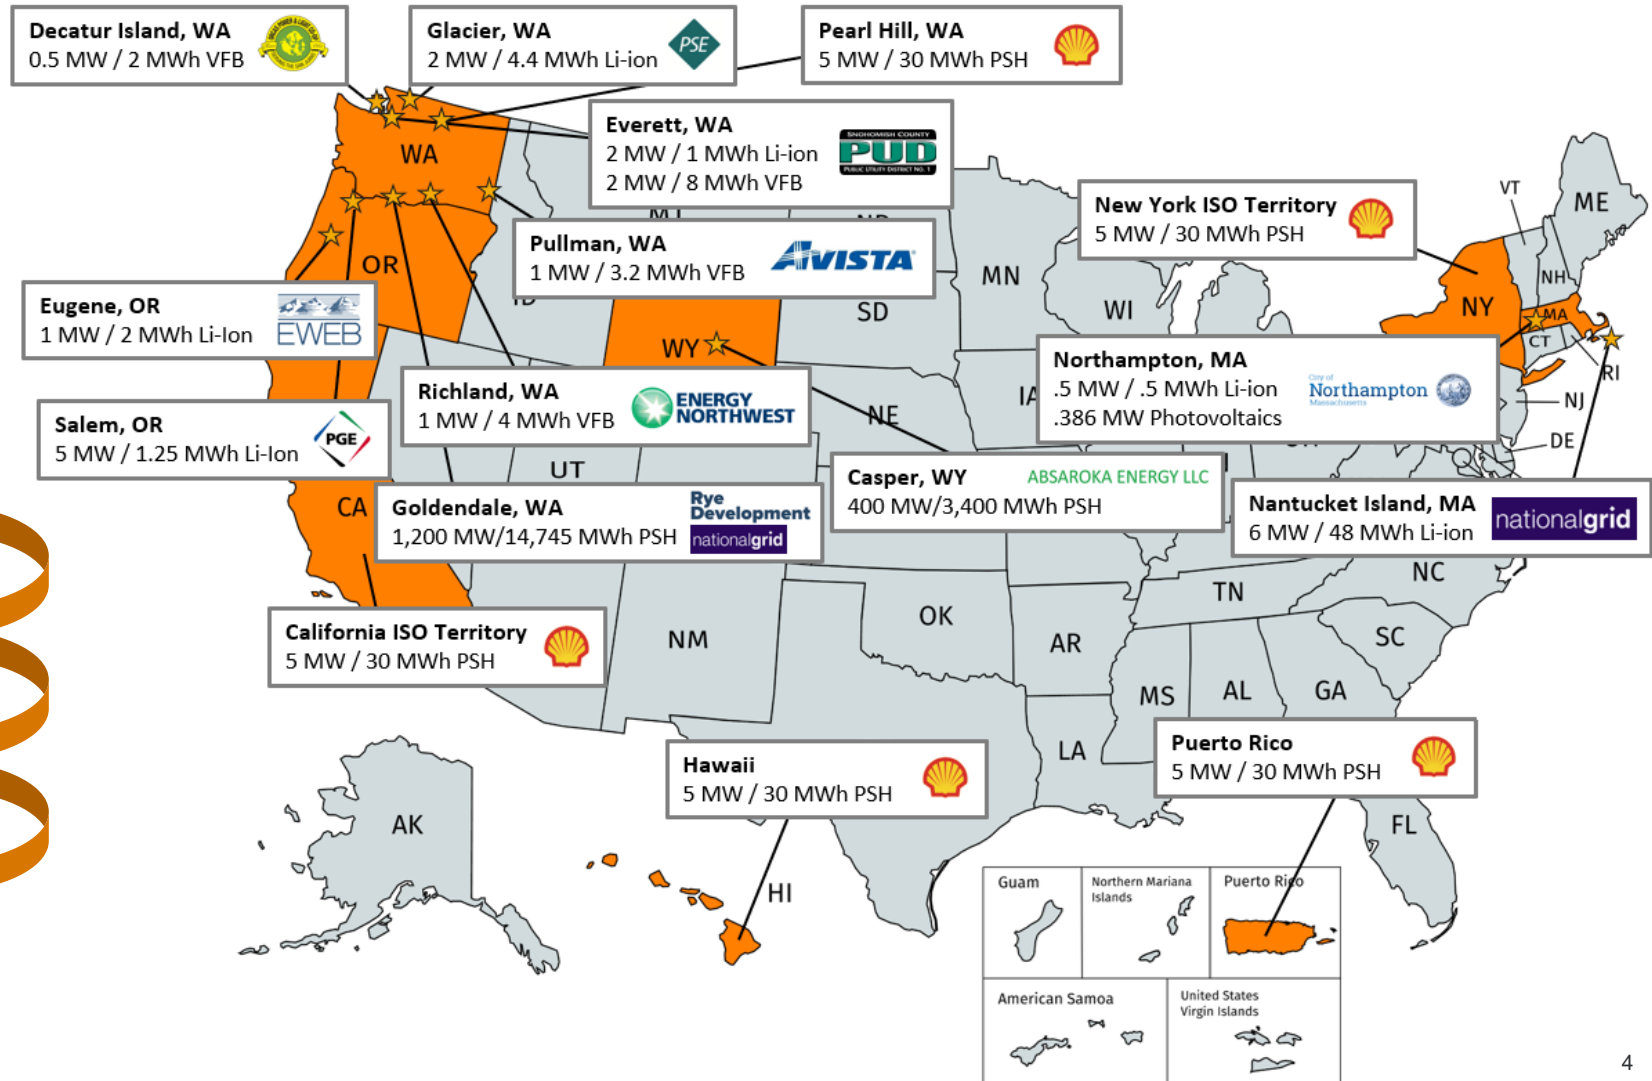 Decatur Island, WA
0.5 MW / 2 MWh VFB
Glacier, WA
2 MW / 4.4 MWh Li-ion
PSE
Pearl Hill, WA
5 MW / 30 MWh PSH
Everett, WA
2 MW / 1 MWh Li-ion
2 MW / 8 MWh VFB
SNOHOMISH COUNTY
PUD
PUBLIC UTILITY DISTRICT NO. 1
WA
Pullman, WA
1 MW / 3.2 MWh VFB
AVISTA
New York ISO Territory
5 MW / 30 MWh PSH
VT
ME
NH
OR
MN
WI
SD
NY
MA
CT
RI
NJ
DE
Eugene, OR
1 MW / 2 MWh Li-Ion
EWEB
WY
Northampton, MA
.5 MW / .5 MWh Li-ion
.386 MW Photovoltaics
City of
Northampton
Massachusetts
Richland, WA
1 MW / 4 MWh VFB
ENERGY
NORTHWEST
NE
Salem, OR
5 MW / 1.25 MWh Li-Ion
PGE
UT
CA
Goldendale, WA
1,200 MW/14,745 MWh PSH
Rye
Development
nationalgrid
Casper, WY
400 MW/3,400 MWh PSH
ABSAROKA ENERGY LLC
Nantucket Island, MA
6 MW / 48 MWh Li-ion
nationalgrid
NC
TN
OK
AR
SC
NM
MS
AL
GA
California ISO Territory
5 MW / 30 MWh PSH
LA
Hawaii
5 MW / 30 MWh PSH
Puerto Rico
5 MW / 30 MWh PSH
AK
FL
HI
Guam
Northern Mariana
Islands
Puerto Rico
American Samoa
United States
Virgin Islands
4